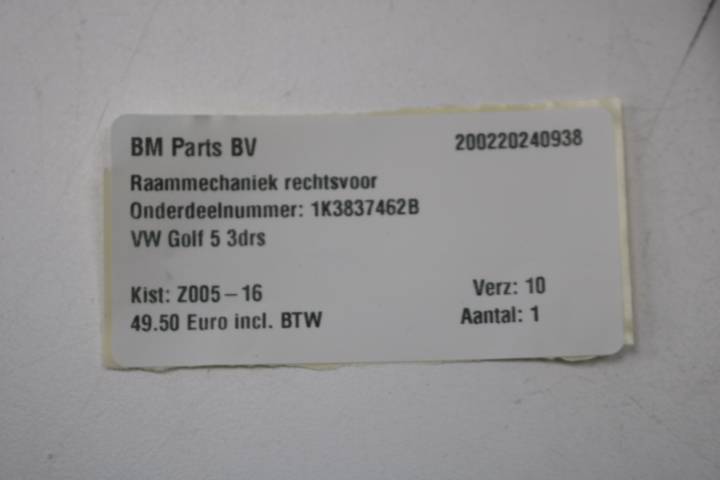 BM Parts BV 200220240938
Raammechaniek rechtsvoor
Onderdeelnummer: 1K3837462B
VW Golf 5 3drs
Kist: Z005-16 Verz: 10
49.50 Euro incl. BTW Aantal: 1